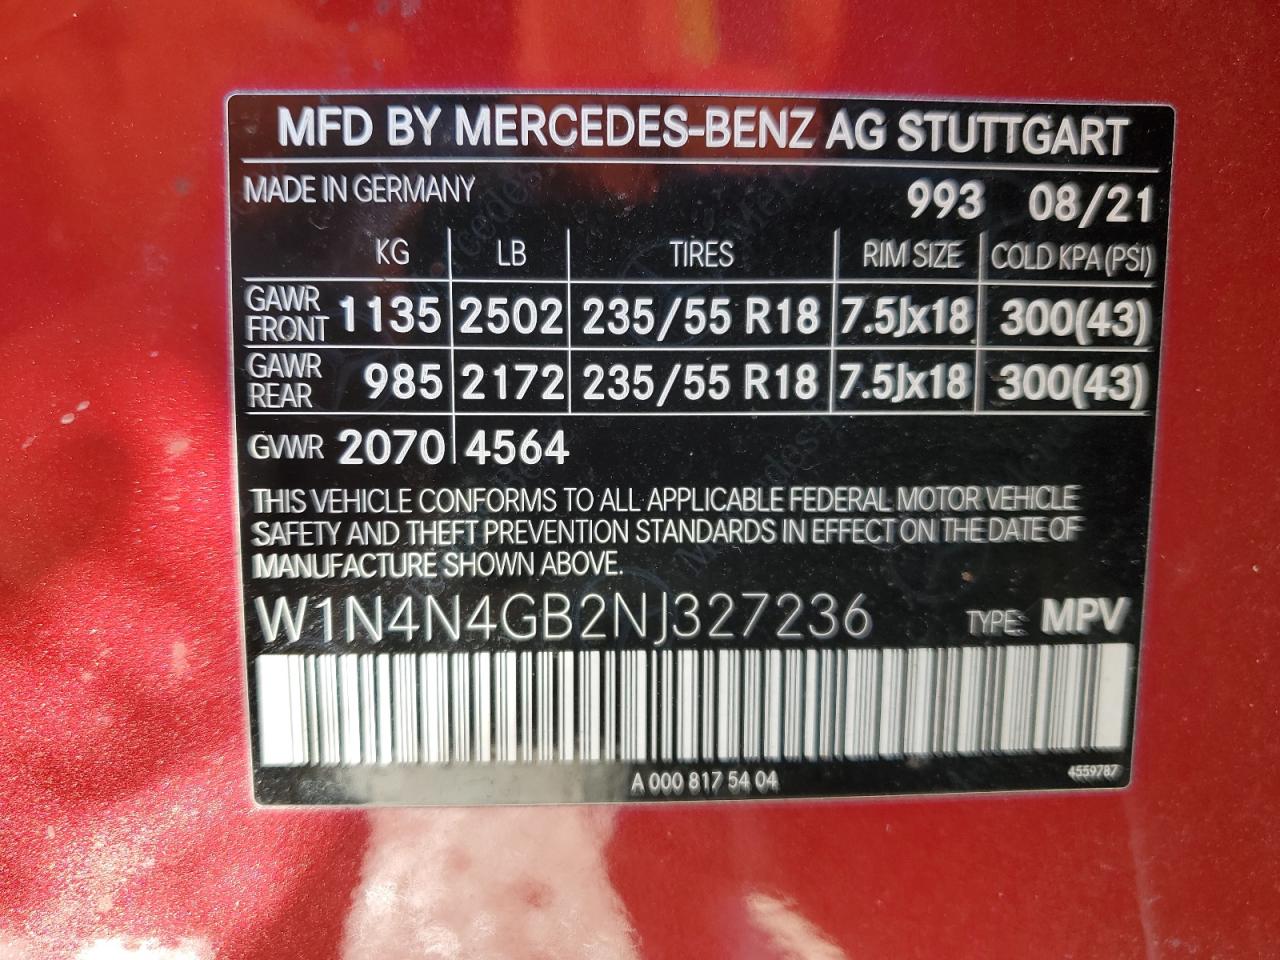 MFD BY MERCEDES-BENZ AG STUTTGART
MADE IN GERMANY 993 08/21
KG LB TIRES RIM SIZE COLD KPA(PSI)
GAWR FRONT 1135 2502 235/55 R18 7.5Jx18 300(43)
GAWR REAR 985 2172 235/55 R18 7.5Jx18 300(43)
GVWR 2070 4564
THIS VEHICLE CONFORMS TO ALL APPLICABLE FEDERAL MOTOR VEHICLE
SAFETY AND THEFT PREVENTION STANDARDS IN EFFECT ON THE DATE OF
MANUFACTURE SHOWN ABOVE.
W1N4N4GB2NJ327236 TYPE: MPV
A 000 817 54 04 4559787